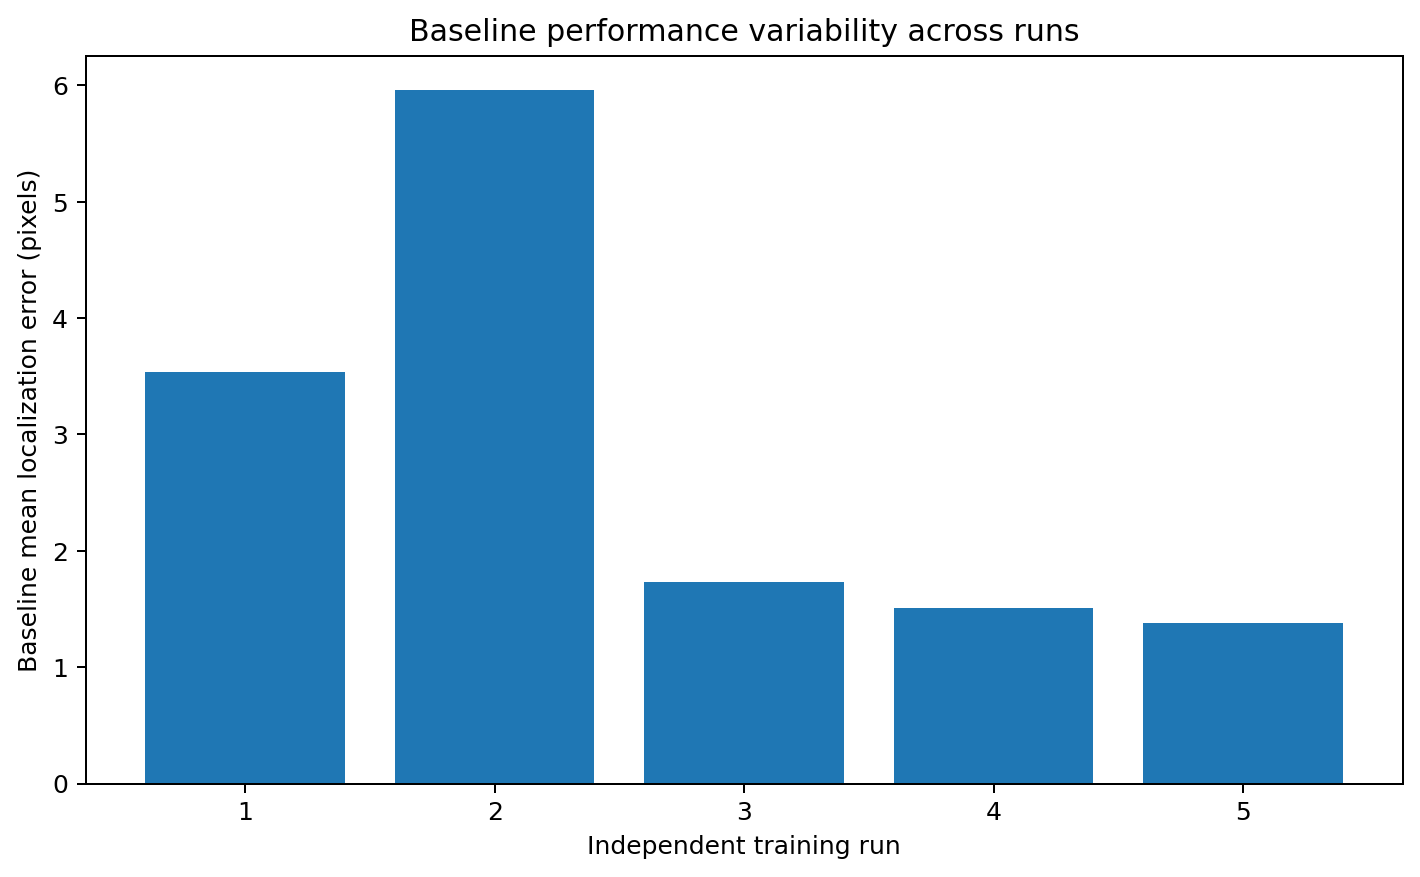 Baseline performance variability across runs
Baseline mean localization error (pixels)
6
5
4
3
2
1
0
1 2 3 4 5
Independent training run